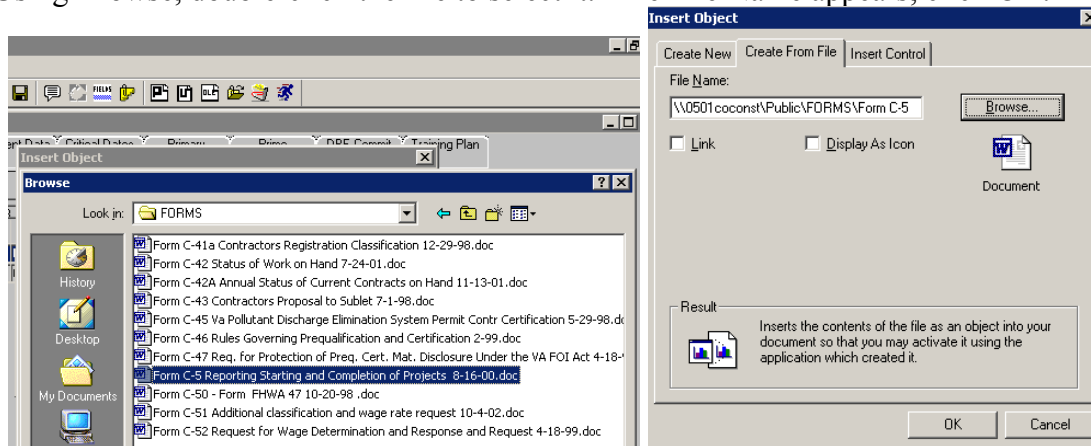 Insert Object
Create New Create From File Insert Control
File Name:
\\0501coconst\Public\FORMS\Form C-5
Browse...
Link
Display As Icon
Document
Result
Inserts the contents of the file as an object into your
document so that you may activate it using the
application which created it.
OK Cancel
FIELDS
OLE
Critical Dates Primary Prime DBE Commit Training Plan
Insert Object
Browse
Look in: FORMS
History
Desktop
My Documents
Form C-41a Contractors Registration Classification 12-29-98.doc
Form C-42 Status of Work on Hand 7-24-01.doc
Form C-42A Annual Status of Current Contracts on Hand 11-13-01.doc
Form C-43 Contractors Proposal to Sublet 7-1-98.doc
Form C-45 Va Pollutant Discharge Elimination System Permit Contr Certification 5-29-98.do
Form C-46 Rules Governing Prequalification and Certification 2-99.doc
Form C-47 Req. for Protection of Preq. Cert. Mat. Disclosure Under the VA FOI Act 4-18-
Form C-5 Reporting Starting and Completion of Projects 8-16-00.doc
Form C-50 - Form FHWA 47 10-20-98 .doc
Form C-51 Additional classification and wage rate request 10-4-02.doc
Form C-52 Request for Wage Determination and Response and Request 4-18-99.doc